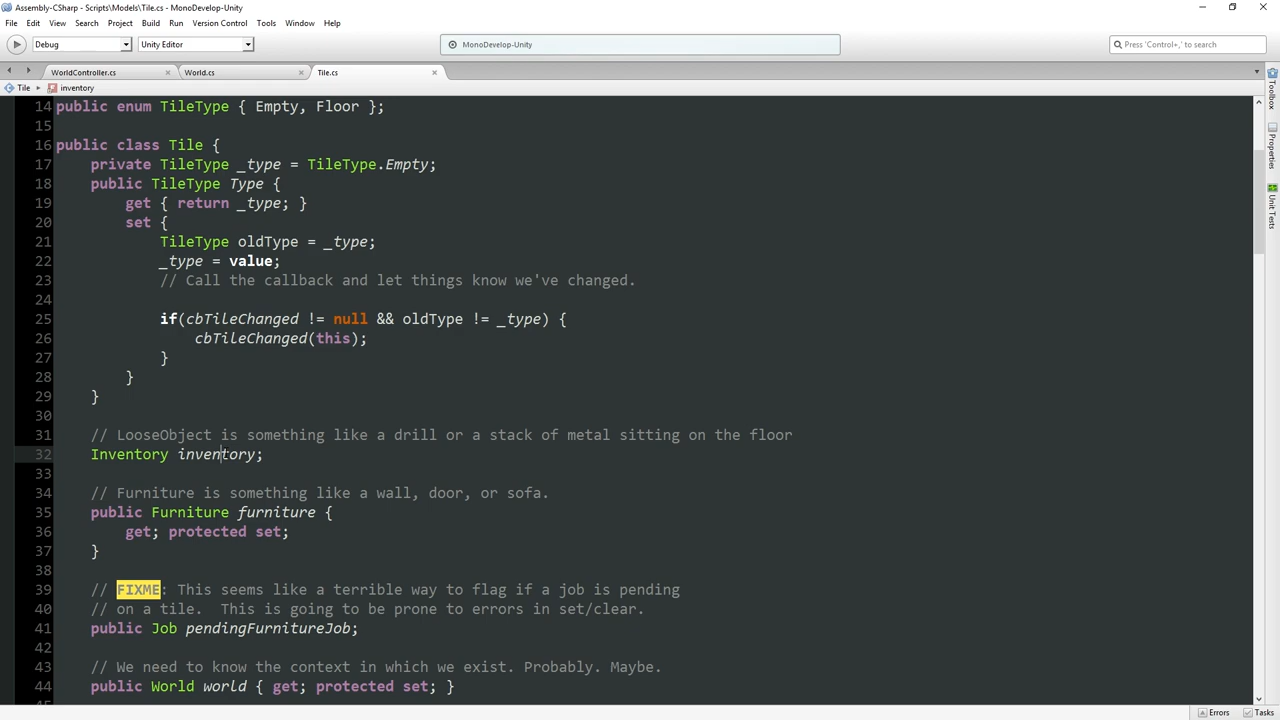 Assembly-CSharp - Scripts\Models\Tile.cs - MonoDevelop-Unity
File Edit View Search Project Build Run Version Control Tools Window Help
Debug Unity Editor MonoDevelop-Unity Press 'Control+,' to search
WorldController.cs World.cs Tile.cs
Tile inventory
14 public enum TileType { Empty, Floor };
15
16 public class Tile {
17 private TileType _type = TileType.Empty;
18 public TileType Type {
19 get { return _type; }
20 set {
21 TileType oldType = _type;
22 _type = value;
23 // Call the callback and let things know we've changed.
24
25 if(cbTileChanged != null && oldType != _type) {
26 cbTileChanged(this);
27 }
28 }
29 }
30
31 // LooseObject is something like a drill or a stack of metal sitting on the floor
32 Inventory inventory;
33
34 // Furniture is something like a wall, door, or sofa.
35 public Furniture furniture {
36 get; protected set;
37 }
38
39 // FIXME: This seems like a terrible way to flag if a job is pending
40 // on a tile.  This is going to be prone to errors in set/clear.
41 public Job pendingFurnitureJob;
42
43 // We need to know the context in which we exist. Probably. Maybe.
44 public World world { get; protected set; }
Toolbox
Properties
Unit Tests
Errors Tasks